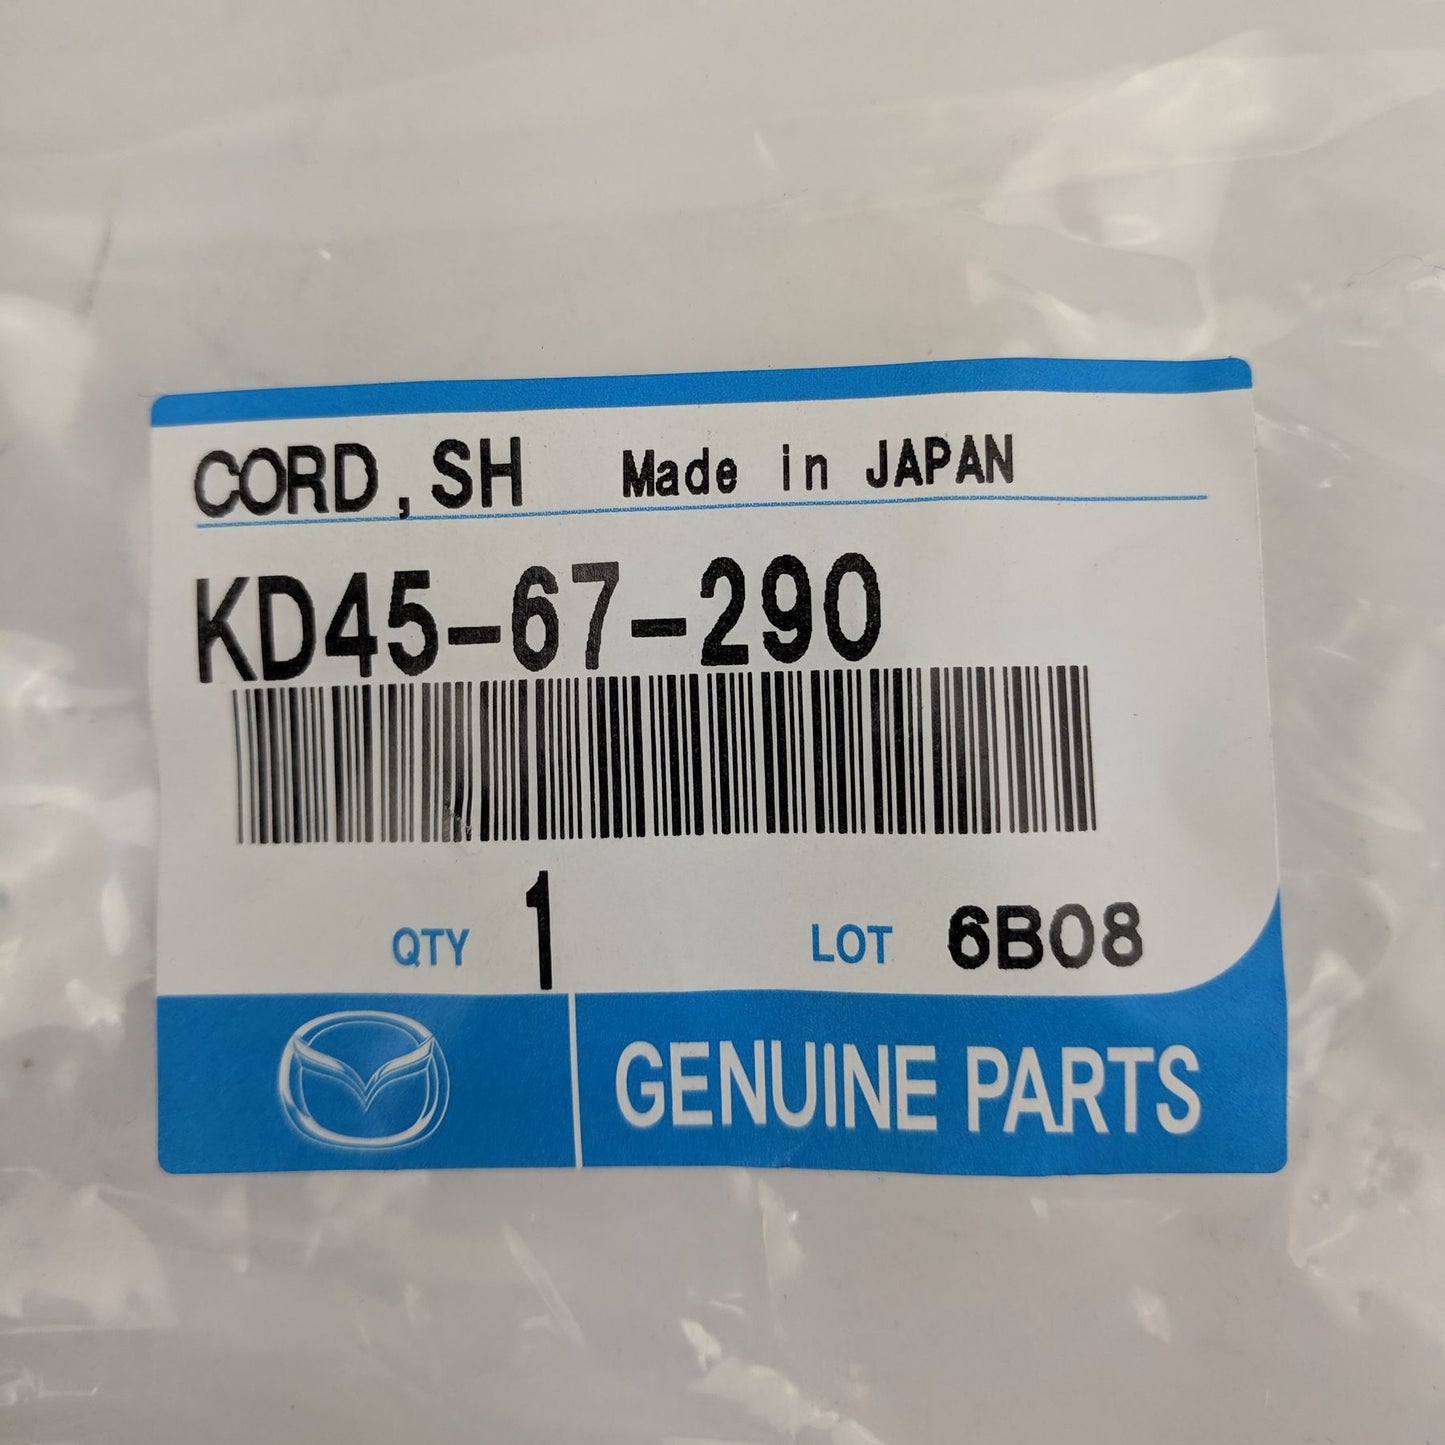 CORD, SH Made in JAPAN
KD45-67-290
QTY 1 LOT 6B08
GENUINE PARTS